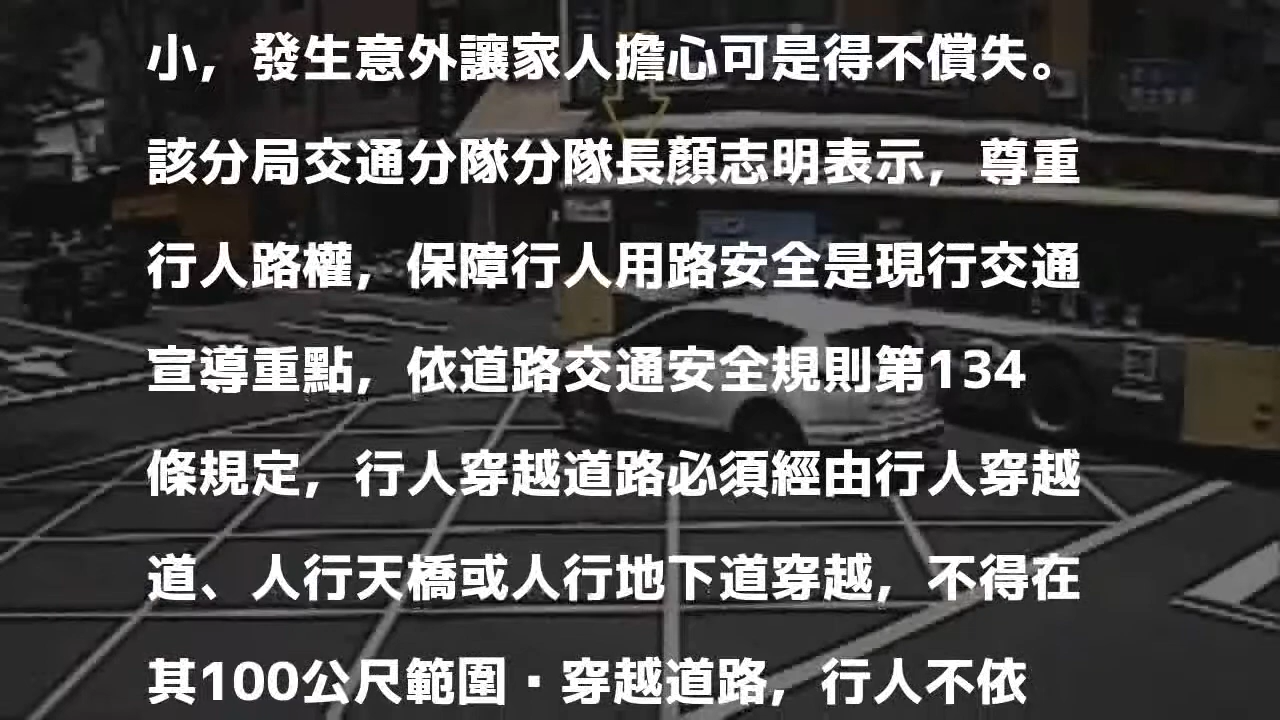 小，發生意外讓家人擔心可是得不償失。
該分局交通分隊分隊長顏志明表示，尊重
行人路權，保障行人用路安全是現行交通
宣導重點，依道路交通安全規則第134
條規定，行人穿越道路必須經由行人穿越
道、人行天橋或人行地下道穿越，不得在
其100公尺範圍·穿越道路，行人不依